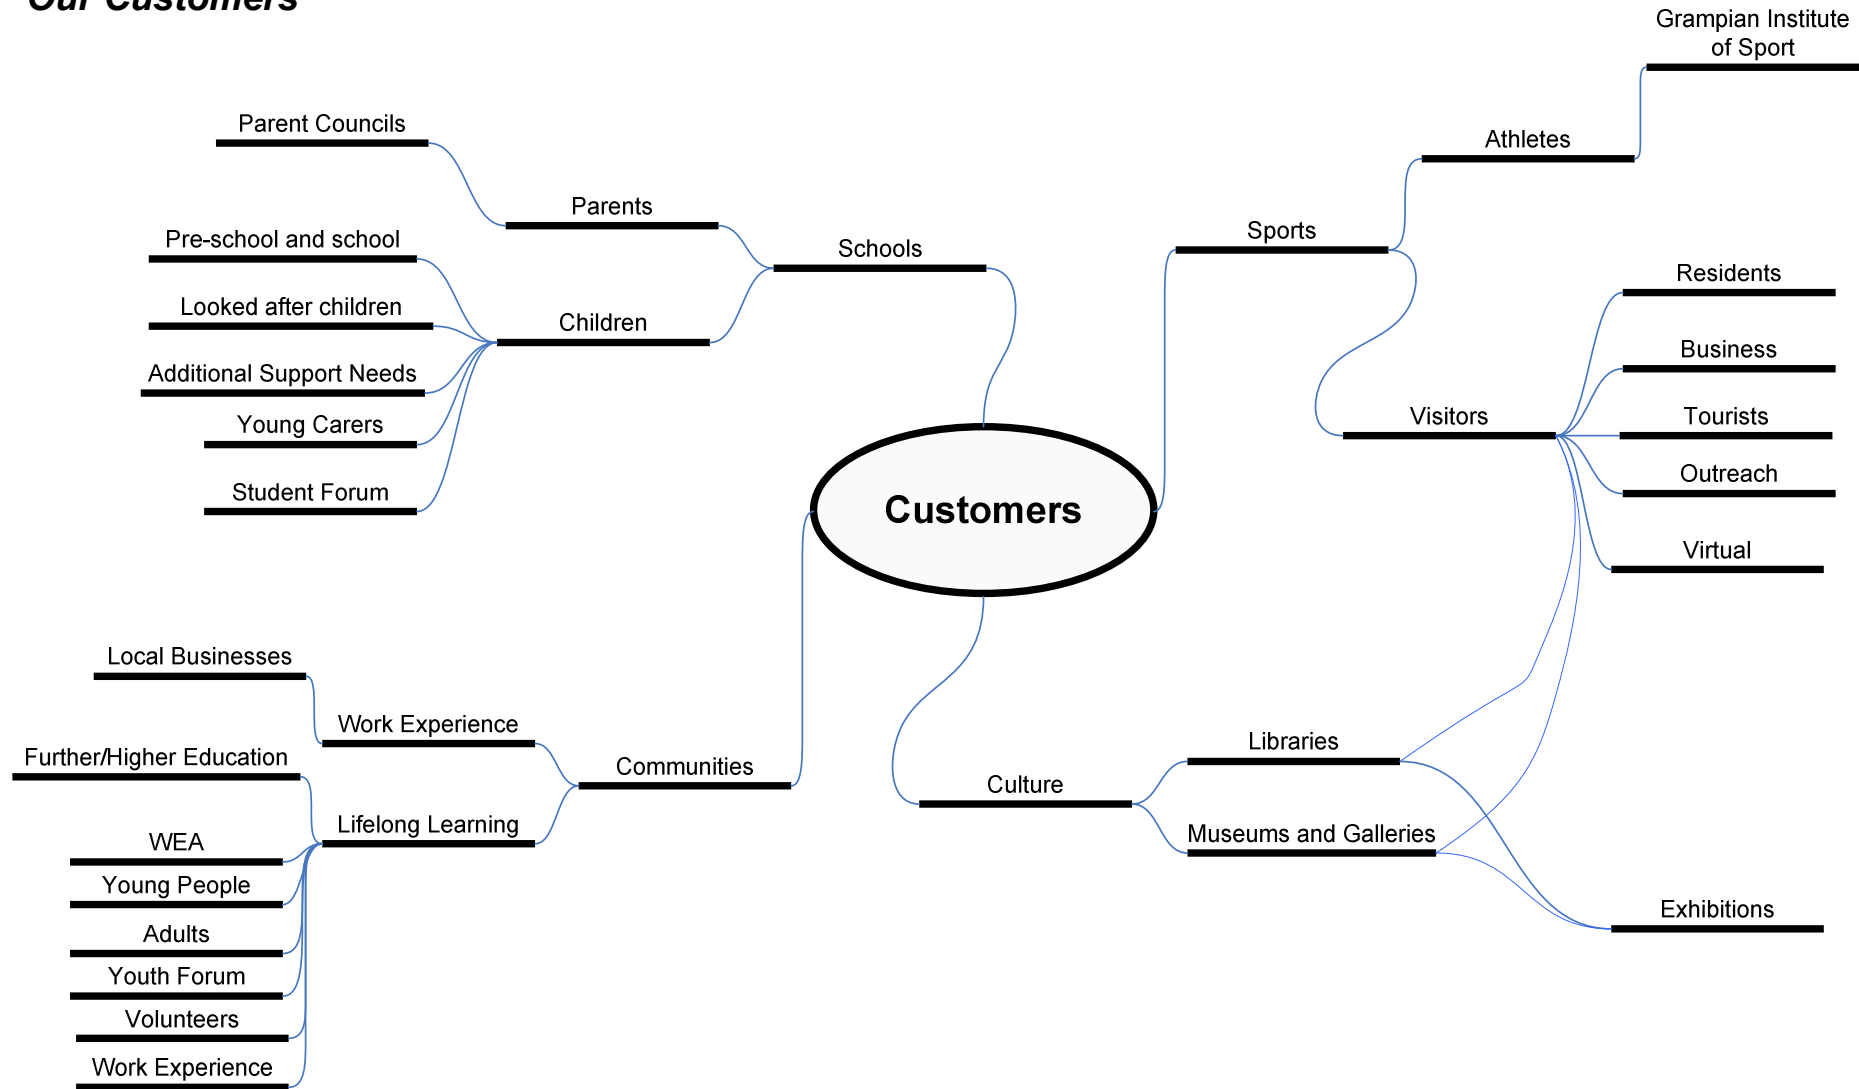 Our Customers
Grampian Institute
of Sport
Parent Councils
Athletes
Parents
Sports
Pre-school and school
Schools
Residents
Looked after children
Children
Business
Additional Support Needs
Young Carers
Visitors
Tourists
Student Forum
Outreach
Customers
Virtual
Local Businesses
Work Experience
Libraries
Further/Higher Education
Communities
Culture
Lifelong Learning
Museums and Galleries
WEA
Young People
Exhibitions
Adults
Youth Forum
Volunteers
Work Experience